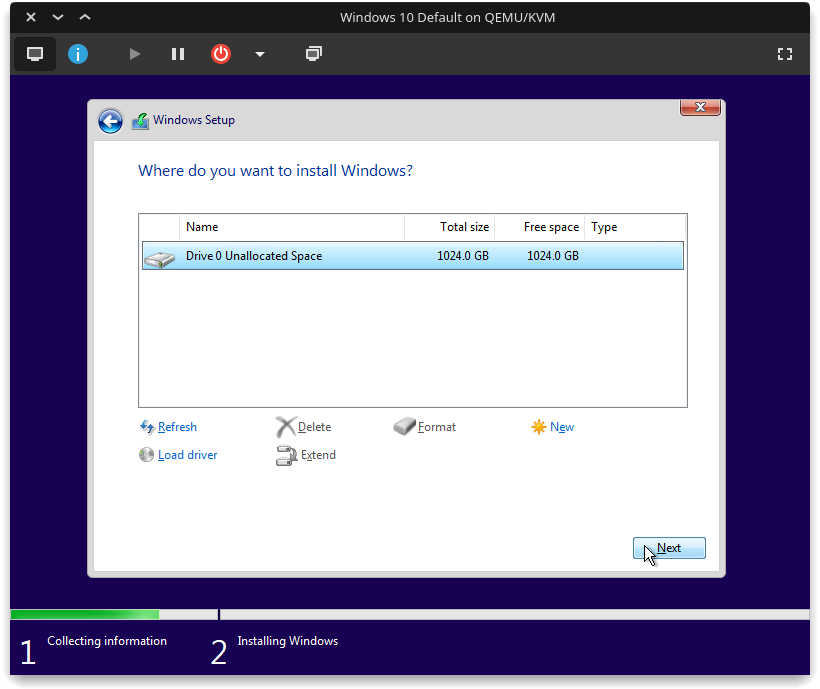 Windows 10 Default on QEMU/KVM
Windows Setup
Where do you want to install Windows?
Name Total size Free space Type
Drive 0 Unallocated Space 1024.0 GB 1024.0 GB
Refresh Delete Format New
Load driver Extend
Next
1 Collecting information 2 Installing Windows